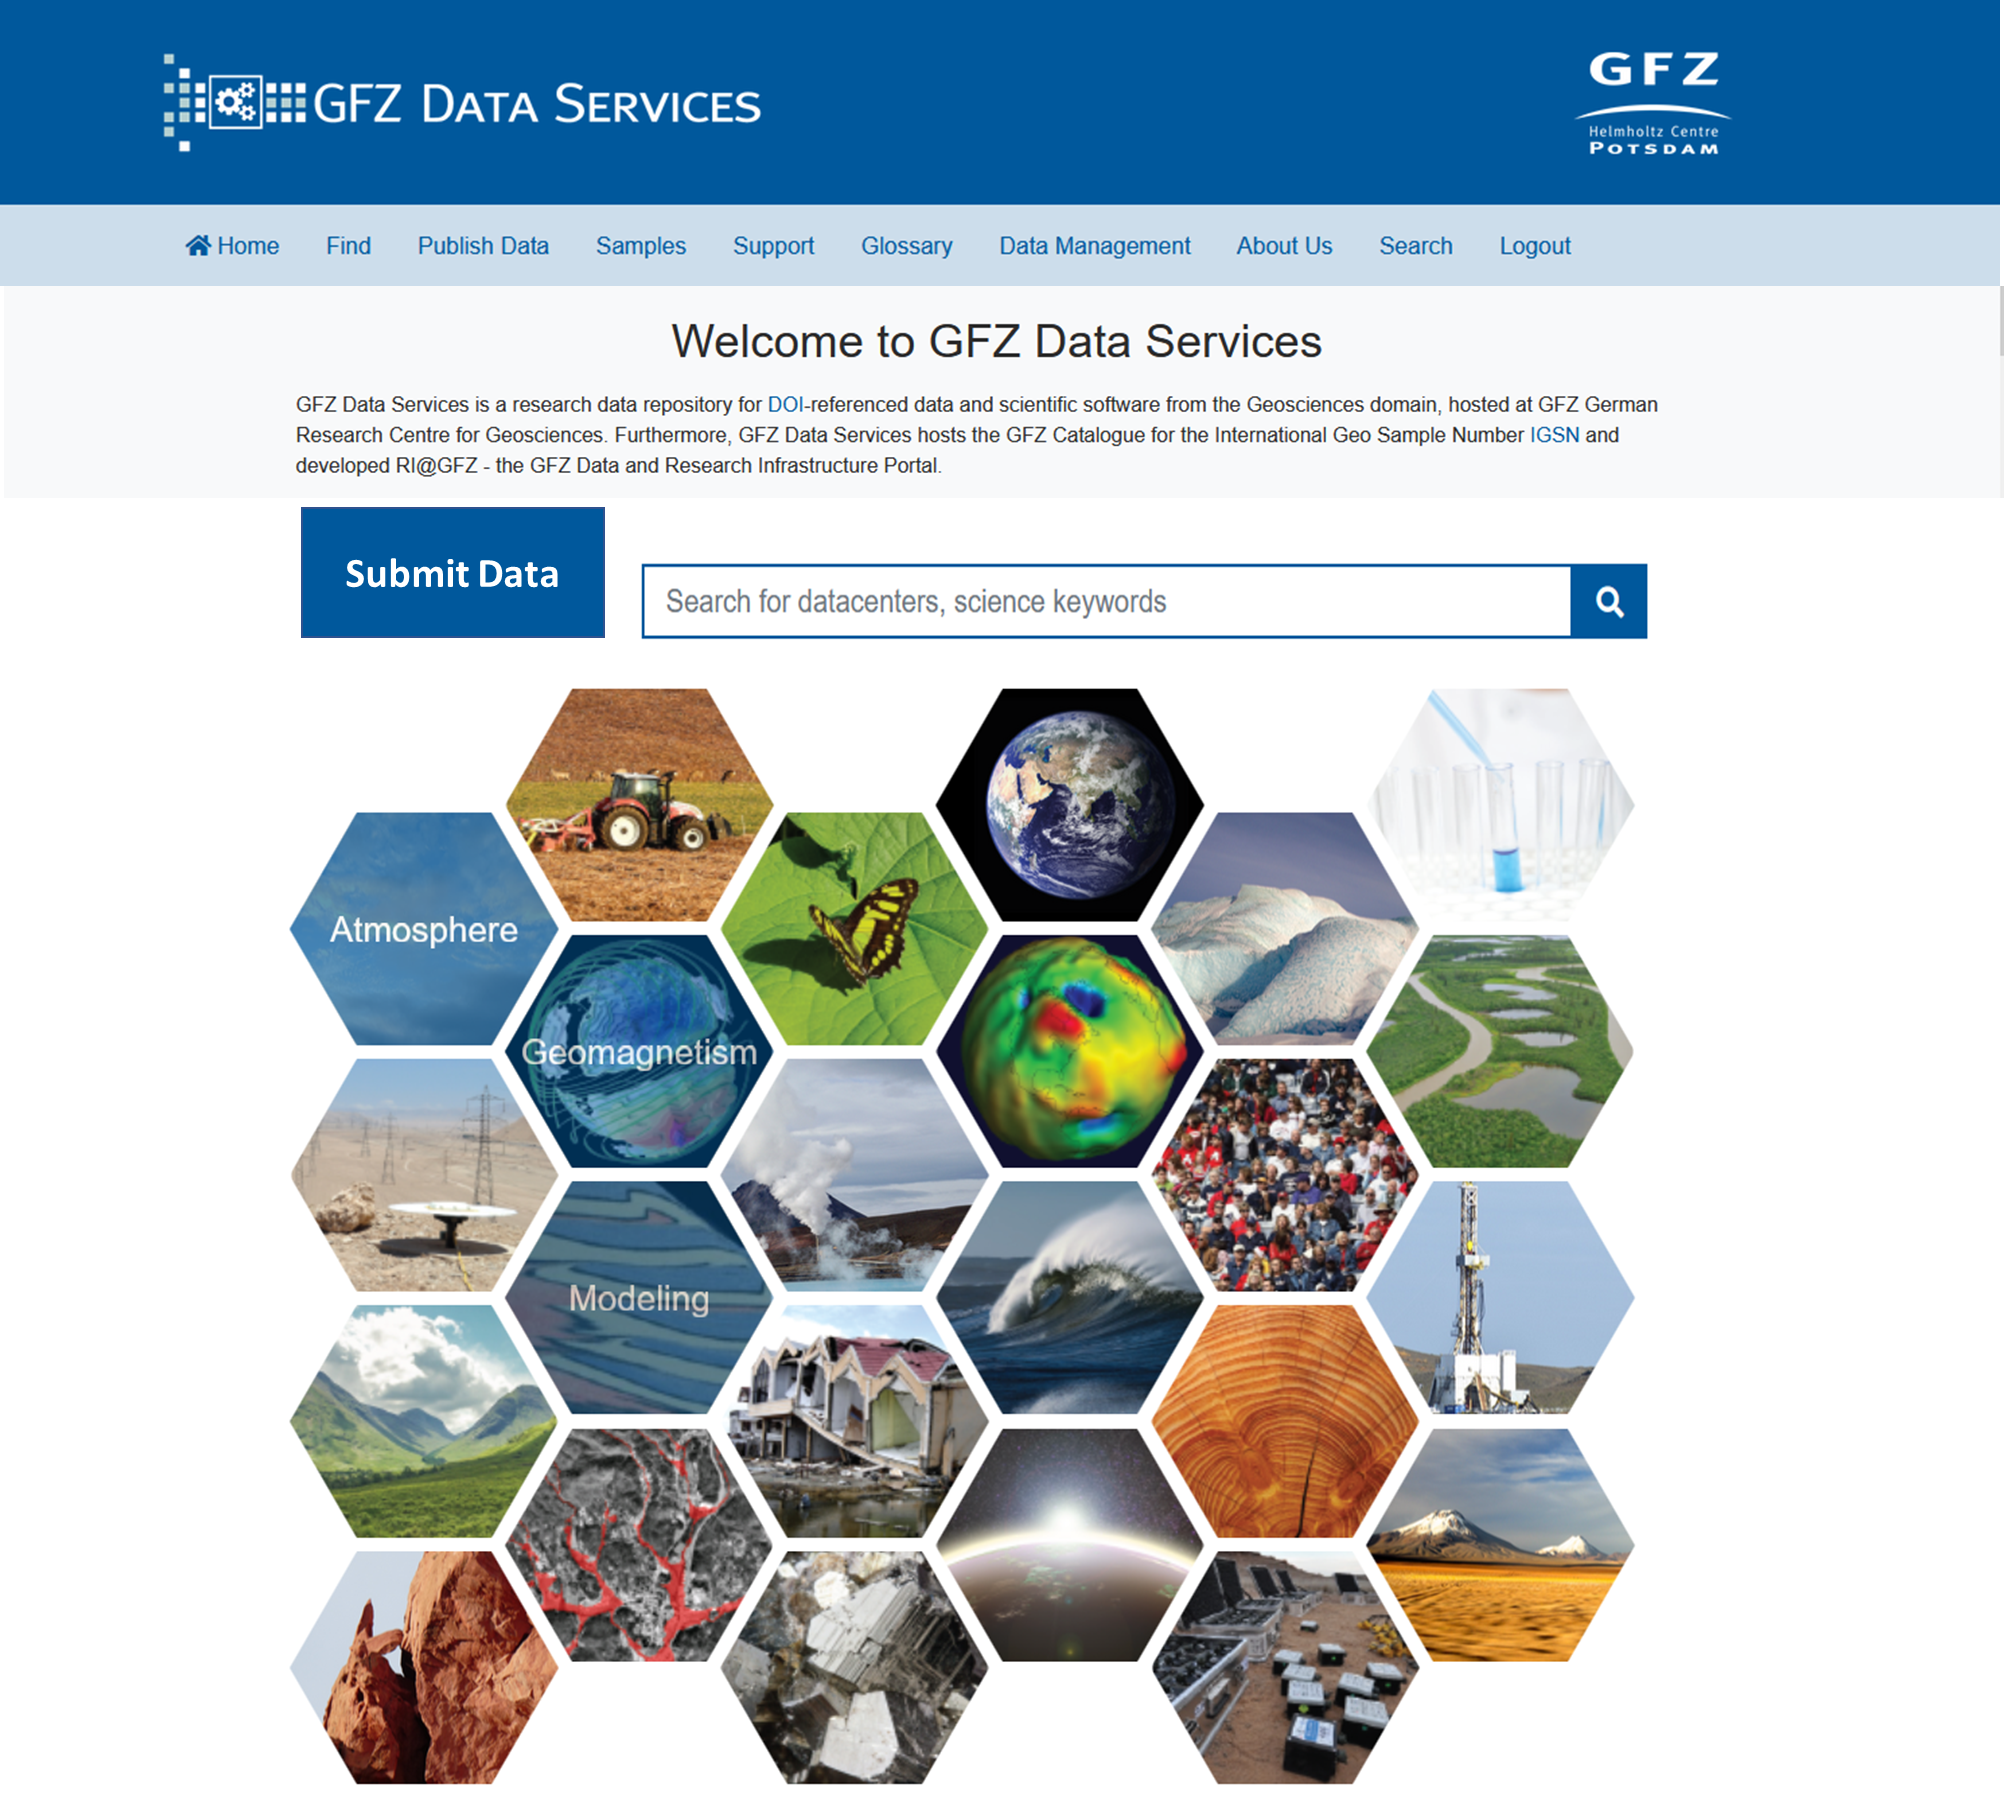 GFZ DATA SERVICES
GFZ
Helmholtz Centre
POTSDAM
Home Find Publish Data Samples Support Glossary Data Management About Us Search Logout
Welcome to GFZ Data Services
GFZ Data Services is a research data repository for DOI-referenced data and scientific software from the Geosciences domain, hosted at GFZ German
Research Centre for Geosciences. Furthermore, GFZ Data Services hosts the GFZ Catalogue for the International Geo Sample Number IGSN and
developed RI@GFZ - the GFZ Data and Research Infrastructure Portal.
Submit Data
Search for datacenters, science keywords
Atmosphere
Geomagnetism
Modeling